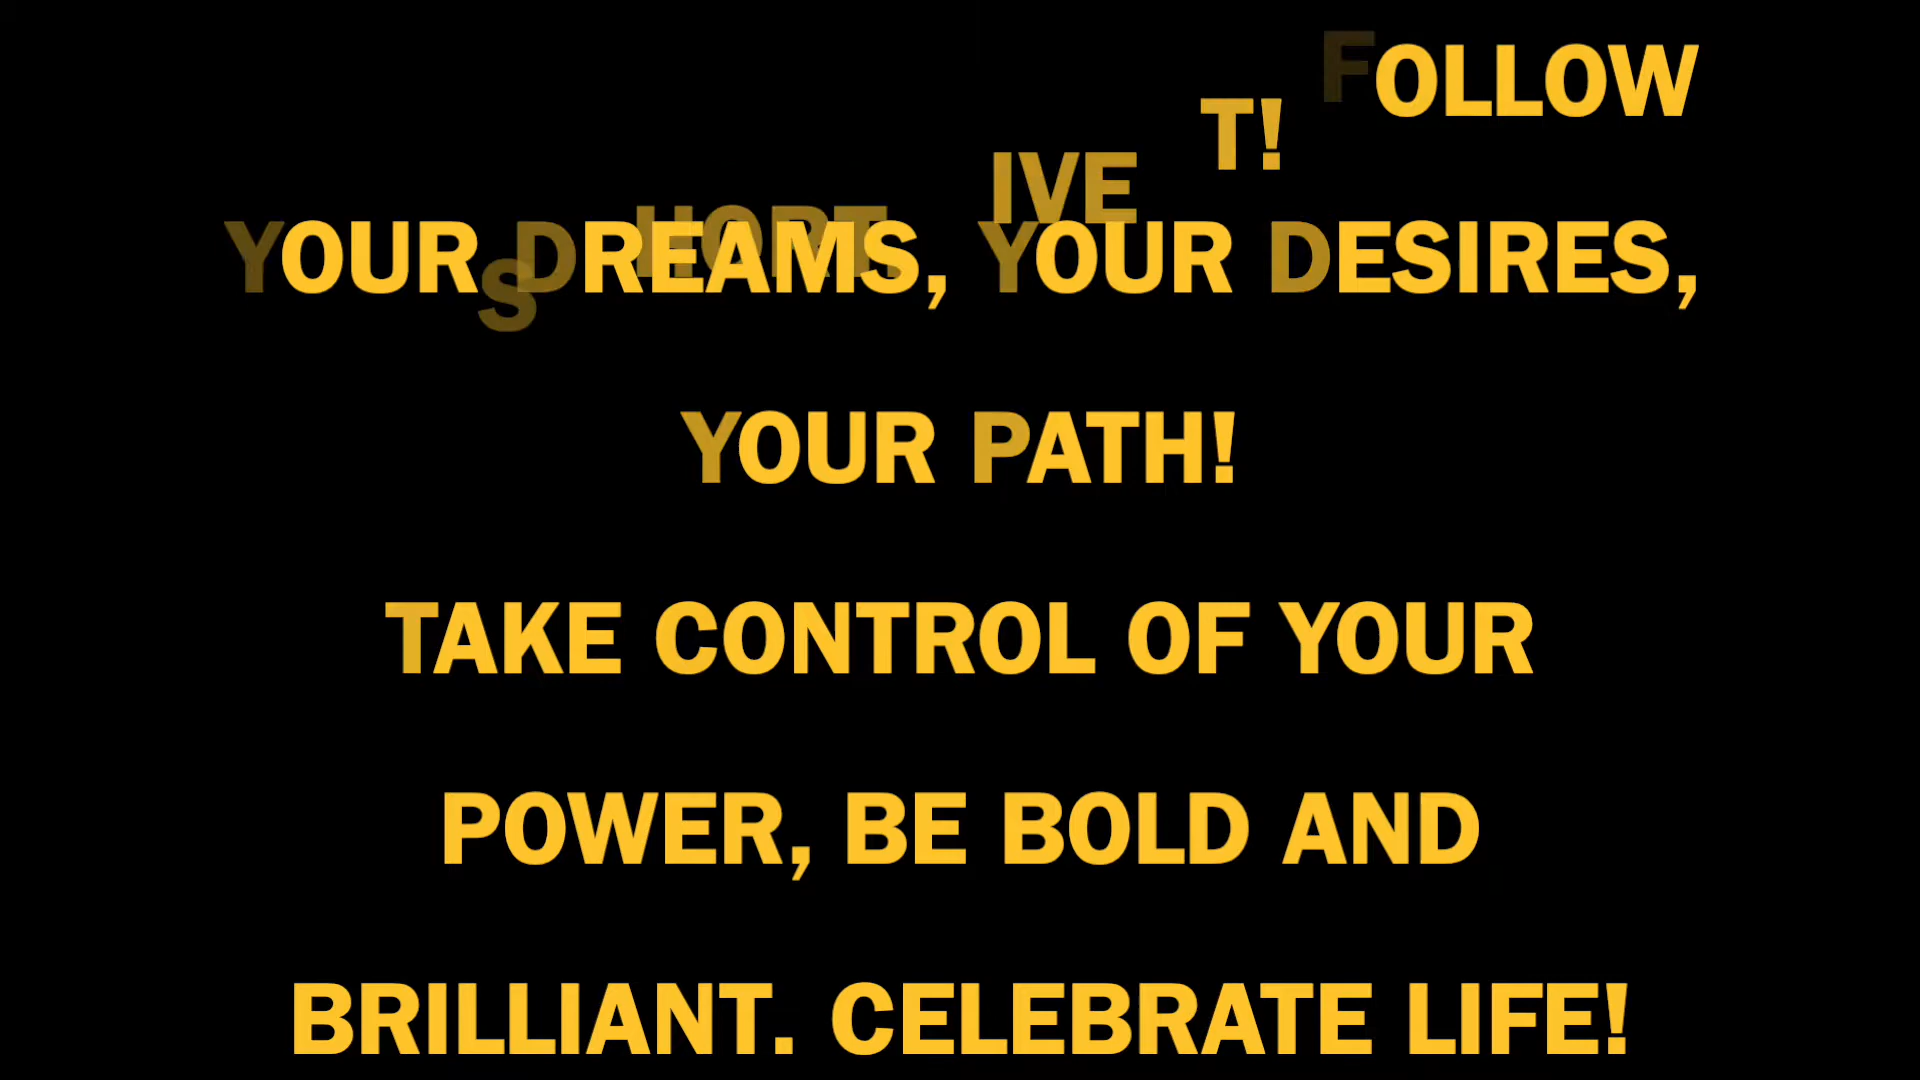 FOLLOW
T!
IVE
HORT,
YOUR DREAMS, YOUR DESIRES,
S
YOUR PATH!
TAKE CONTROL OF YOUR
POWER, BE BOLD AND
BRILLIANT. CELEBRATE LIFE!